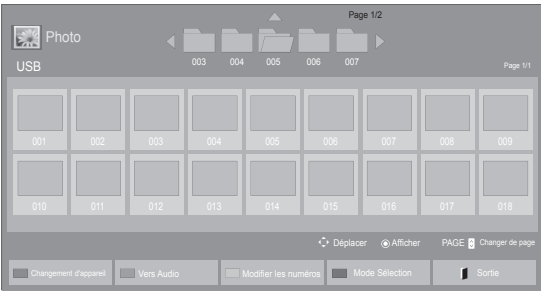 Page 1/2
Photo
003 004 005 006 007
USB
Page 1/1
001 002 003 004 005 006 007 008 009
010 011 012 013 014 015 016 017 018
Déplacer Afficher PAGE Changer de page
Changement d'appareil Vers Audio Modifier les numéros Mode Sélection Sortie